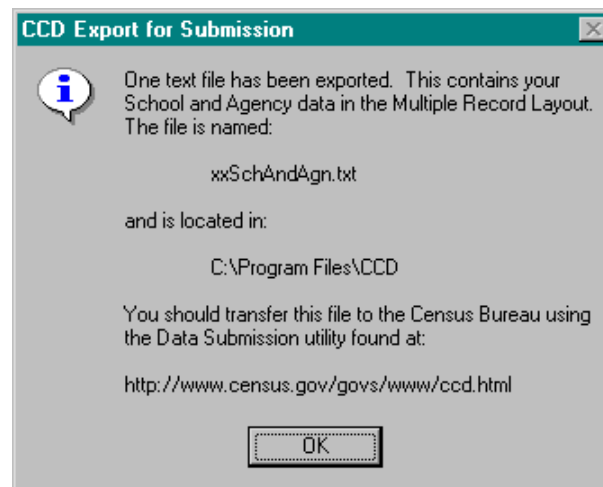 CCD Export for Submission
One text file has been exported.  This contains your
School and Agency data in the Multiple Record Layout.
The file is named:
xxSchAndAgn.txt
and is located in:
C:\Program Files\CCD
You should transfer this file to the Census Bureau using
the Data Submission utility found at:
http://www.census.gov/govs/www/ccd.html
OK